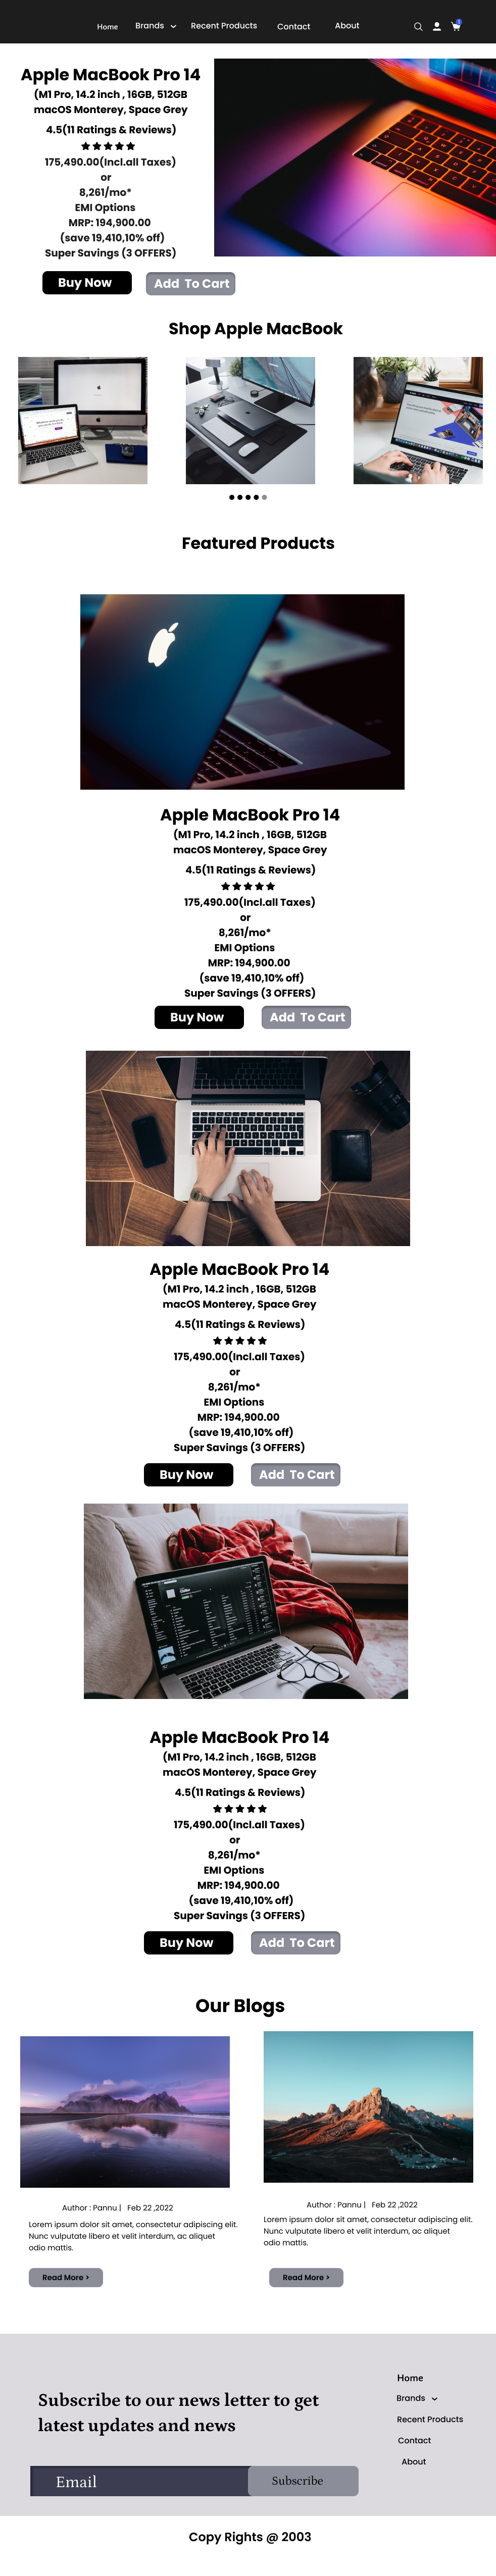 Home Brands Recent Products Contact About
Apple MacBook Pro 14
(M1 Pro, 14.2 inch , 16GB, 512GB
macOS Monterey, Space Grey
4.5(11 Ratings & Reviews)
175,490.00(Incl.all Taxes)
or
8,261/mo*
EMI Options
MRP: 194,900.00
(save 19,410,10% off)
Super Savings (3 OFFERS)
Buy Now Add To Cart
Shop Apple MacBook
Featured Products
Apple MacBook Pro 14
(M1 Pro, 14.2 inch , 16GB, 512GB
macOS Monterey, Space Grey
4.5(11 Ratings & Reviews)
175,490.00(Incl.all Taxes)
or
8,261/mo*
EMI Options
MRP: 194,900.00
(save 19,410,10% off)
Super Savings (3 OFFERS)
Buy Now Add To Cart
Apple MacBook Pro 14
(M1 Pro, 14.2 inch , 16GB, 512GB
macOS Monterey, Space Grey
4.5(11 Ratings & Reviews)
175,490.00(Incl.all Taxes)
or
8,261/mo*
EMI Options
MRP: 194,900.00
(save 19,410,10% off)
Super Savings (3 OFFERS)
Buy Now Add To Cart
Apple MacBook Pro 14
(M1 Pro, 14.2 inch , 16GB, 512GB
macOS Monterey, Space Grey
4.5(11 Ratings & Reviews)
175,490.00(Incl.all Taxes)
or
8,261/mo*
EMI Options
MRP: 194,900.00
(save 19,410,10% off)
Super Savings (3 OFFERS)
Buy Now Add To Cart
Our Blogs
Author : Pannu | Feb 22 ,2022
Lorem ipsum dolor sit amet, consectetur adipiscing elit.
Nunc vulputate libero et velit interdum, ac aliquet
odio mattis.
Read More >
Author : Pannu | Feb 22 ,2022
Lorem ipsum dolor sit amet, consectetur adipiscing elit.
Nunc vulputate libero et velit interdum, ac aliquet
odio mattis.
Read More >
Subscribe to our news letter to get
latest updates and news
Email Subscribe
Home
Brands
Recent Products
Contact
About
Copy Rights @ 2003